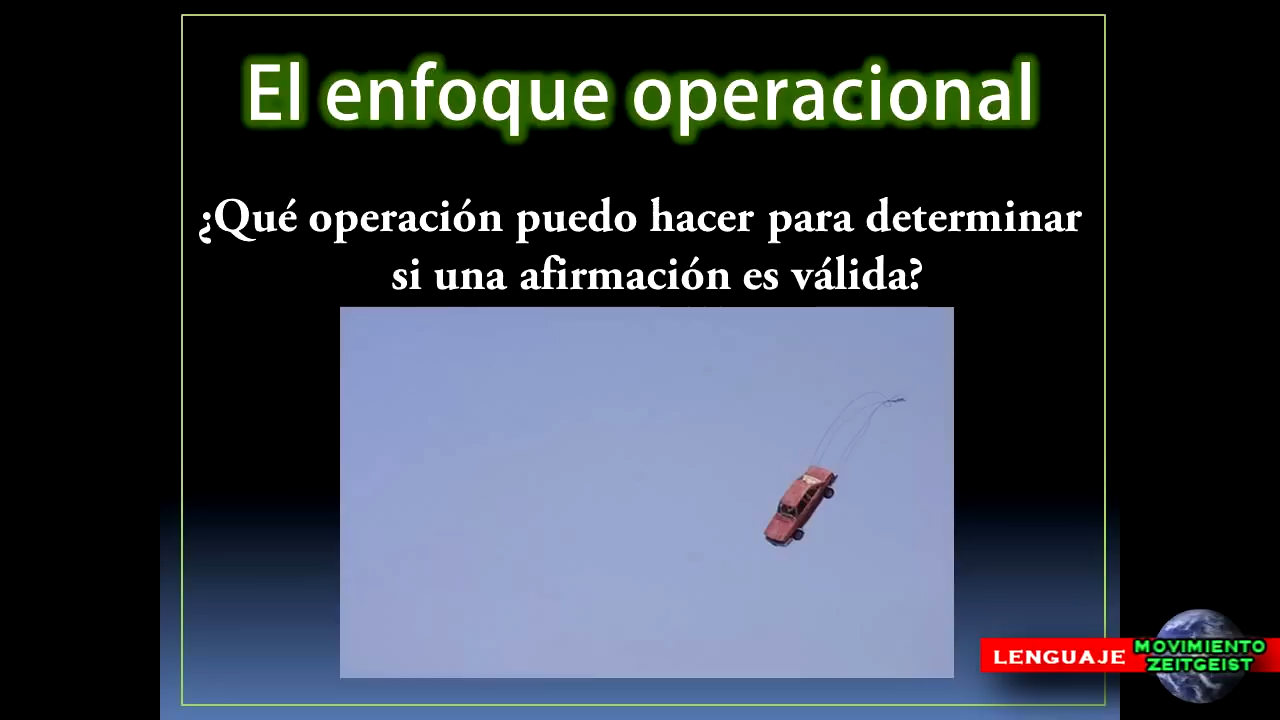 El enfoque operacional
¿Qué operación puedo hacer para determinar
si una afirmación es válida?
LENGUAJE
MOVIMIENTO
ZEITGEIST